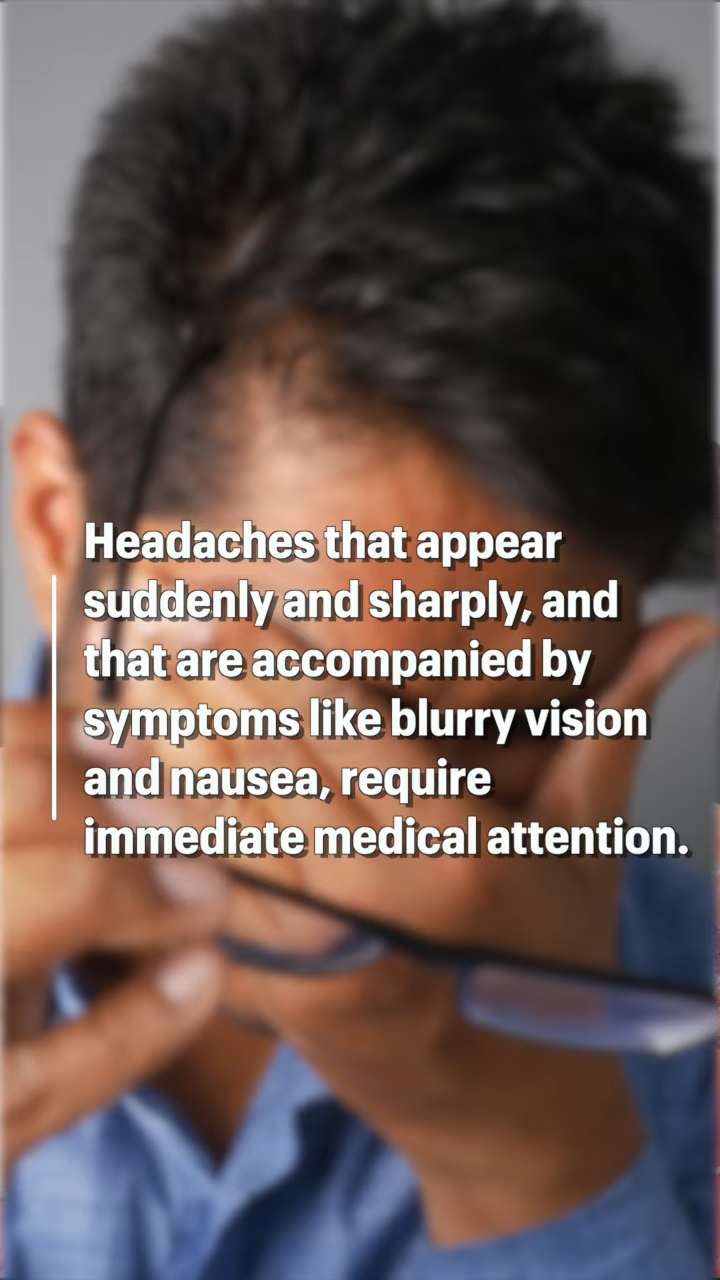 Headaches that appear
suddenly and sharply, and
that are accompanied by
symptoms like blurry vision
and nausea, require
immediate medical attention.